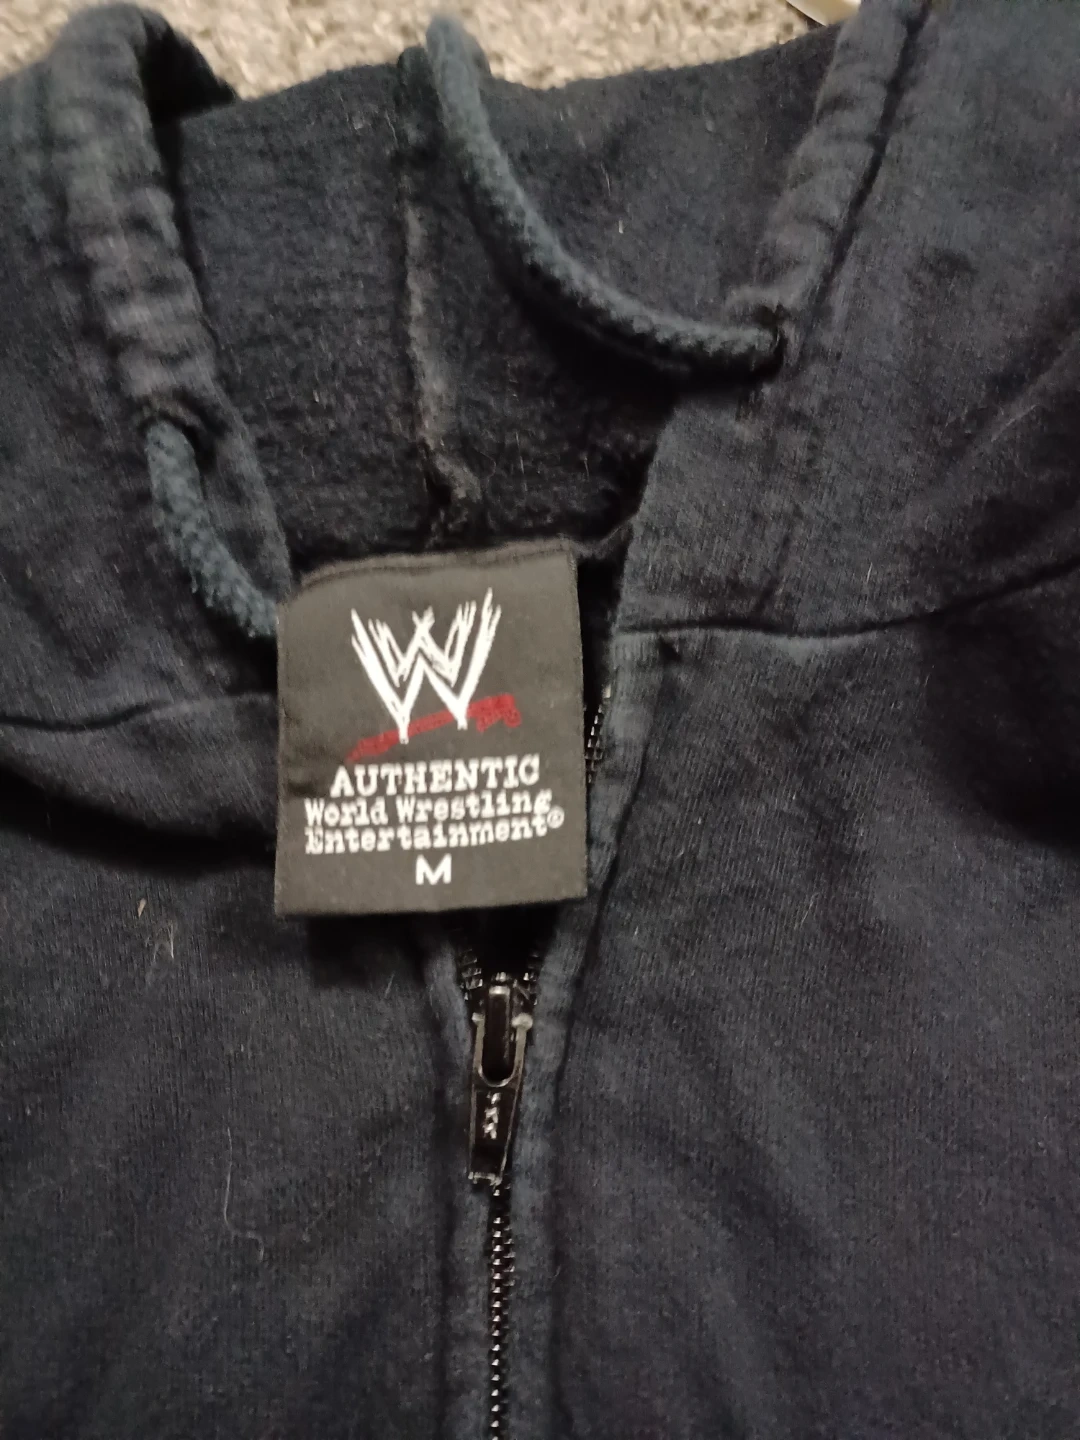 W
AUTHENTIC
World Wrestling
Entertainment®
M